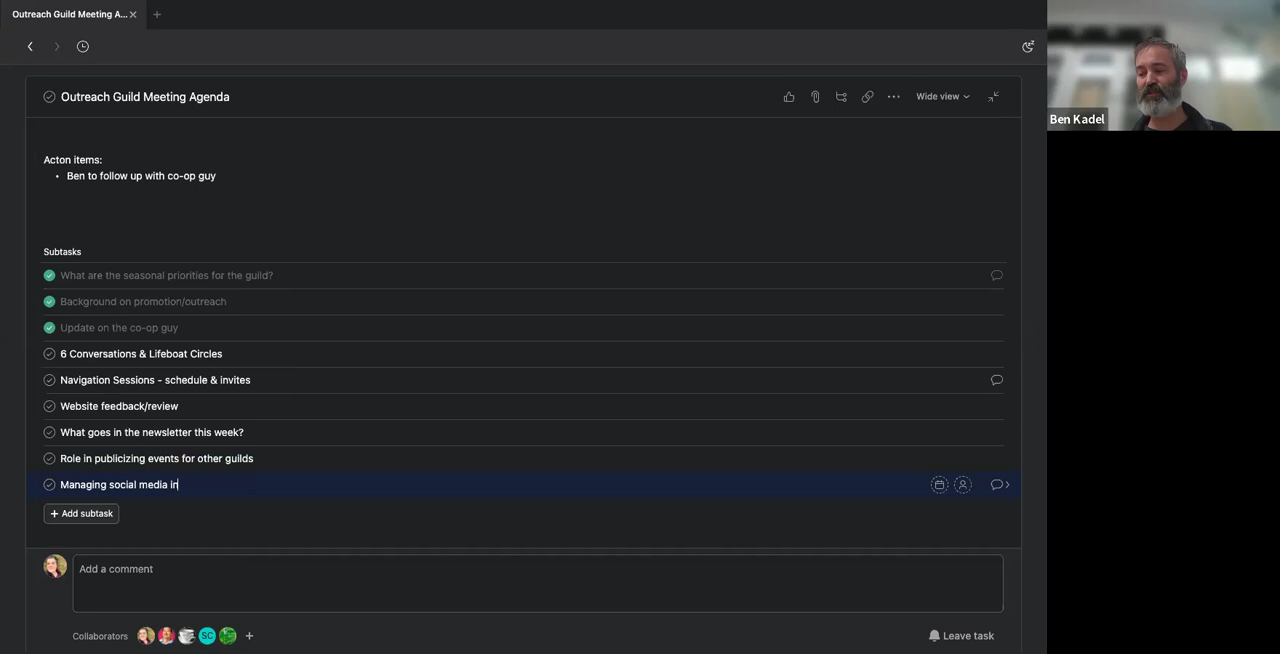 Outreach Guild Meeting A...
Outreach Guild Meeting Agenda
Wide view
Ben Kadel
Acton items:
• Ben to follow up with co-op guy
Subtasks
What are the seasonal priorities for the guild?
Background on promotion/outreach
Update on the co-op guy
6 Conversations & Lifeboat Circles
Navigation Sessions - schedule & invites
Website feedback/review
What goes in the newsletter this week?
Role in publicizing events for other guilds
Managing social media in
+ Add subtask
Add a comment
Collaborators
SC
Leave task